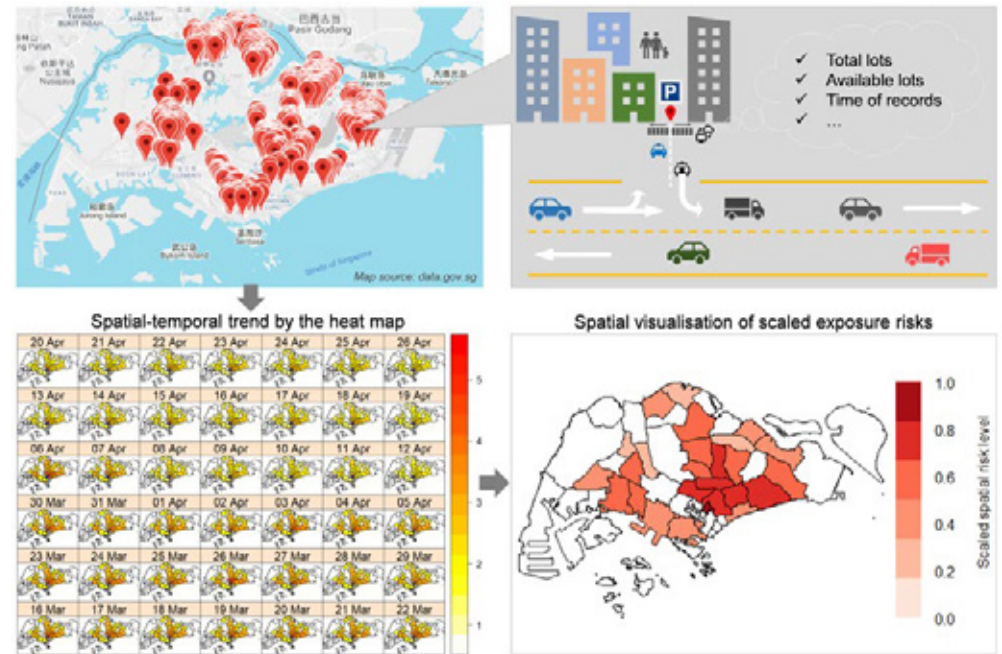 巴西古当
Pasir Gudang
Jurong Island
Bukom Island
Sentosa
Straits of Singapore
Map source: data.gov.sg
P
✓ Total lots
✓ Available lots
✓ Time of records
✓ ...
Spatial-temporal trend by the heat map
20 Apr 21 Apr 22 Apr 23 Apr 24 Apr 25 Apr 26 Apr
13 Apr 14 Apr 15 Apr 16 Apr 17 Apr 18 Apr 19 Apr
06 Apr 07 Apr 08 Apr 09 Apr 10 Apr 11 Apr 12 Apr
30 Mar 31 Mar 01 Apr 02 Apr 03 Apr 04 Apr 05 Apr
23 Mar 24 Mar 25 Mar 26 Mar 27 Mar 28 Mar 29 Mar
16 Mar 17 Mar 18 Mar 19 Mar 20 Mar 21 Mar 22 Mar
5
4
3
2
1
Spatial visualisation of scaled exposure risks
1.0
0.8
0.6
0.4
0.2
0.0
Scaled spatial risk level